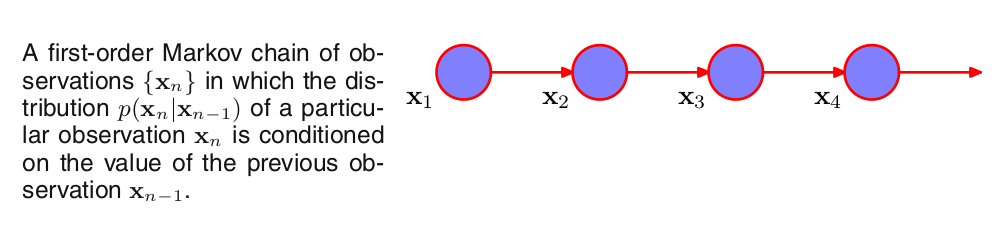 A first-order Markov chain of ob-
servations {𝐱ₙ} in which the dis-
tribution p(𝐱ₙ|𝐱ₙ₋₁) of a particu-
lar observation 𝐱ₙ is conditioned
on the value of the previous ob-
servation 𝐱ₙ₋₁.
𝐱₁ 𝐱₂ 𝐱₃ 𝐱₄